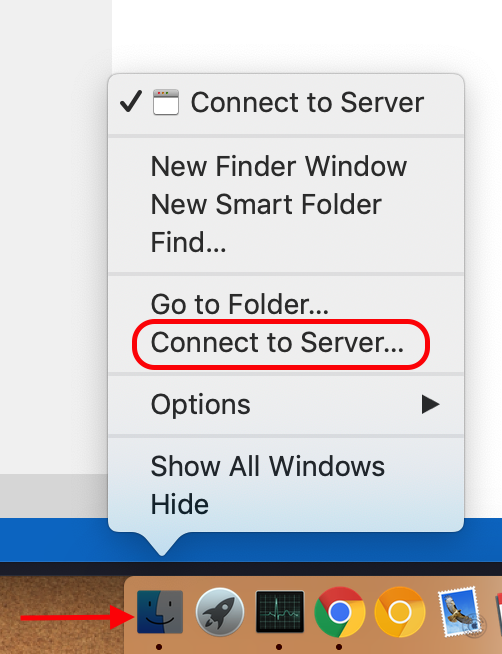 Connect to Server
New Finder Window
New Smart Folder
Find...
Go to Folder...
Connect to Server...
Options
Show All Windows
Hide